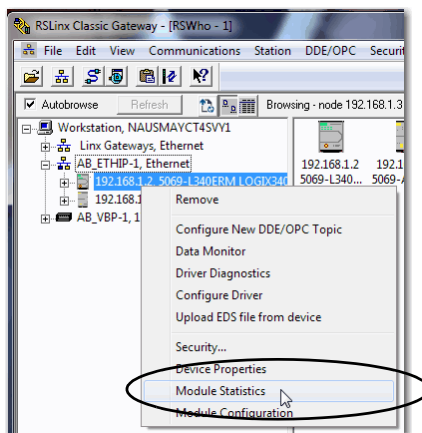 RSLinx Classic Gateway - [RSWho - 1]
File Edit View Communications Station DDE/OPC Securit
Autobrowse Refresh Browsing - node 192.168.1.3
Workstation, NAUSMAYCT4SVY1
Linx Gateways, Ethernet
AB_ETHIP-1, Ethernet
192.168.1.2, 5069-L340ERM LOGIX340
192.168.1
AB_VBP-1, 1
192.168.1.2 192.1
5069-L340... 5069-
Remove
Configure New DDE/OPC Topic
Data Monitor
Driver Diagnostics
Configure Driver
Upload EDS file from device
Security...
Device Properties
Module Statistics
Module Configuration